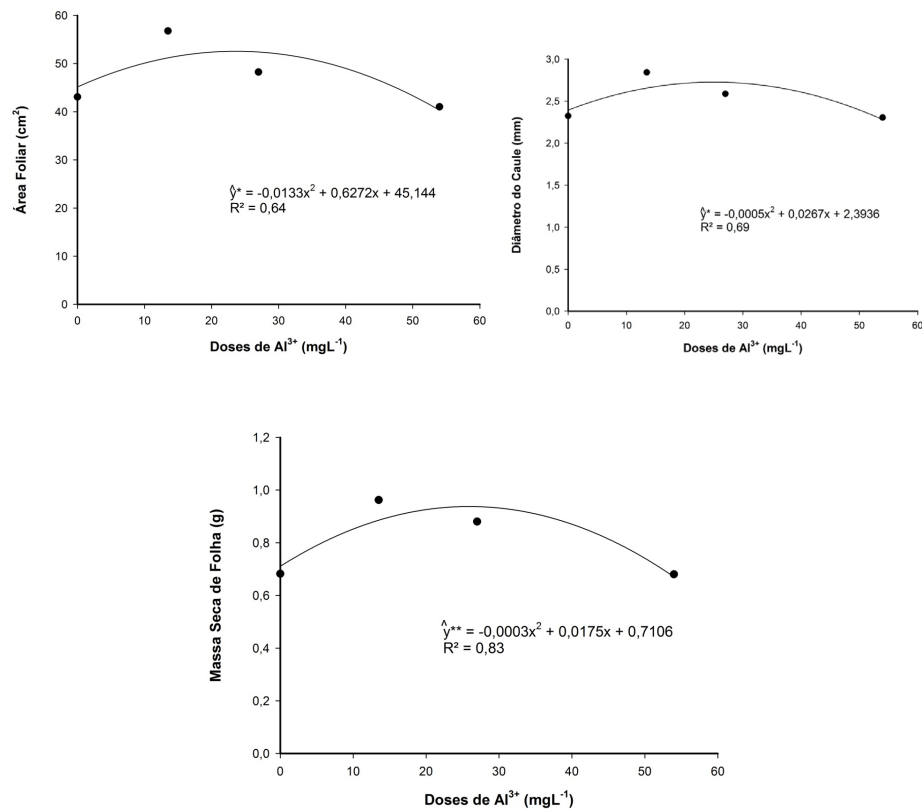 60
50
40
30
20
10
0
Área Foliar (cm²)
ŷ* = -0,0133x² + 0,6272x + 45,144
R² = 0,64
0 10 20 30 40 50 60
Doses de Al³⁺ (mgL⁻¹)
3,0
2,5
2,0
1,5
1,0
0,5
0,0
Diâmetro do Caule (mm)
ŷ* = -0,0005x² + 0,0267x + 2,3936
R² = 0,69
0 10 20 30 40 50 60
Doses de Al³⁺ (mgL⁻¹)
1,2
1,0
0,8
0,6
0,4
0,2
0,0
Massa Seca de Folha (g)
ŷ** = -0,0003x² + 0,0175x + 0,7106
R² = 0,83
0 10 20 30 40 50 60
Doses de Al³⁺ (mgL⁻¹)